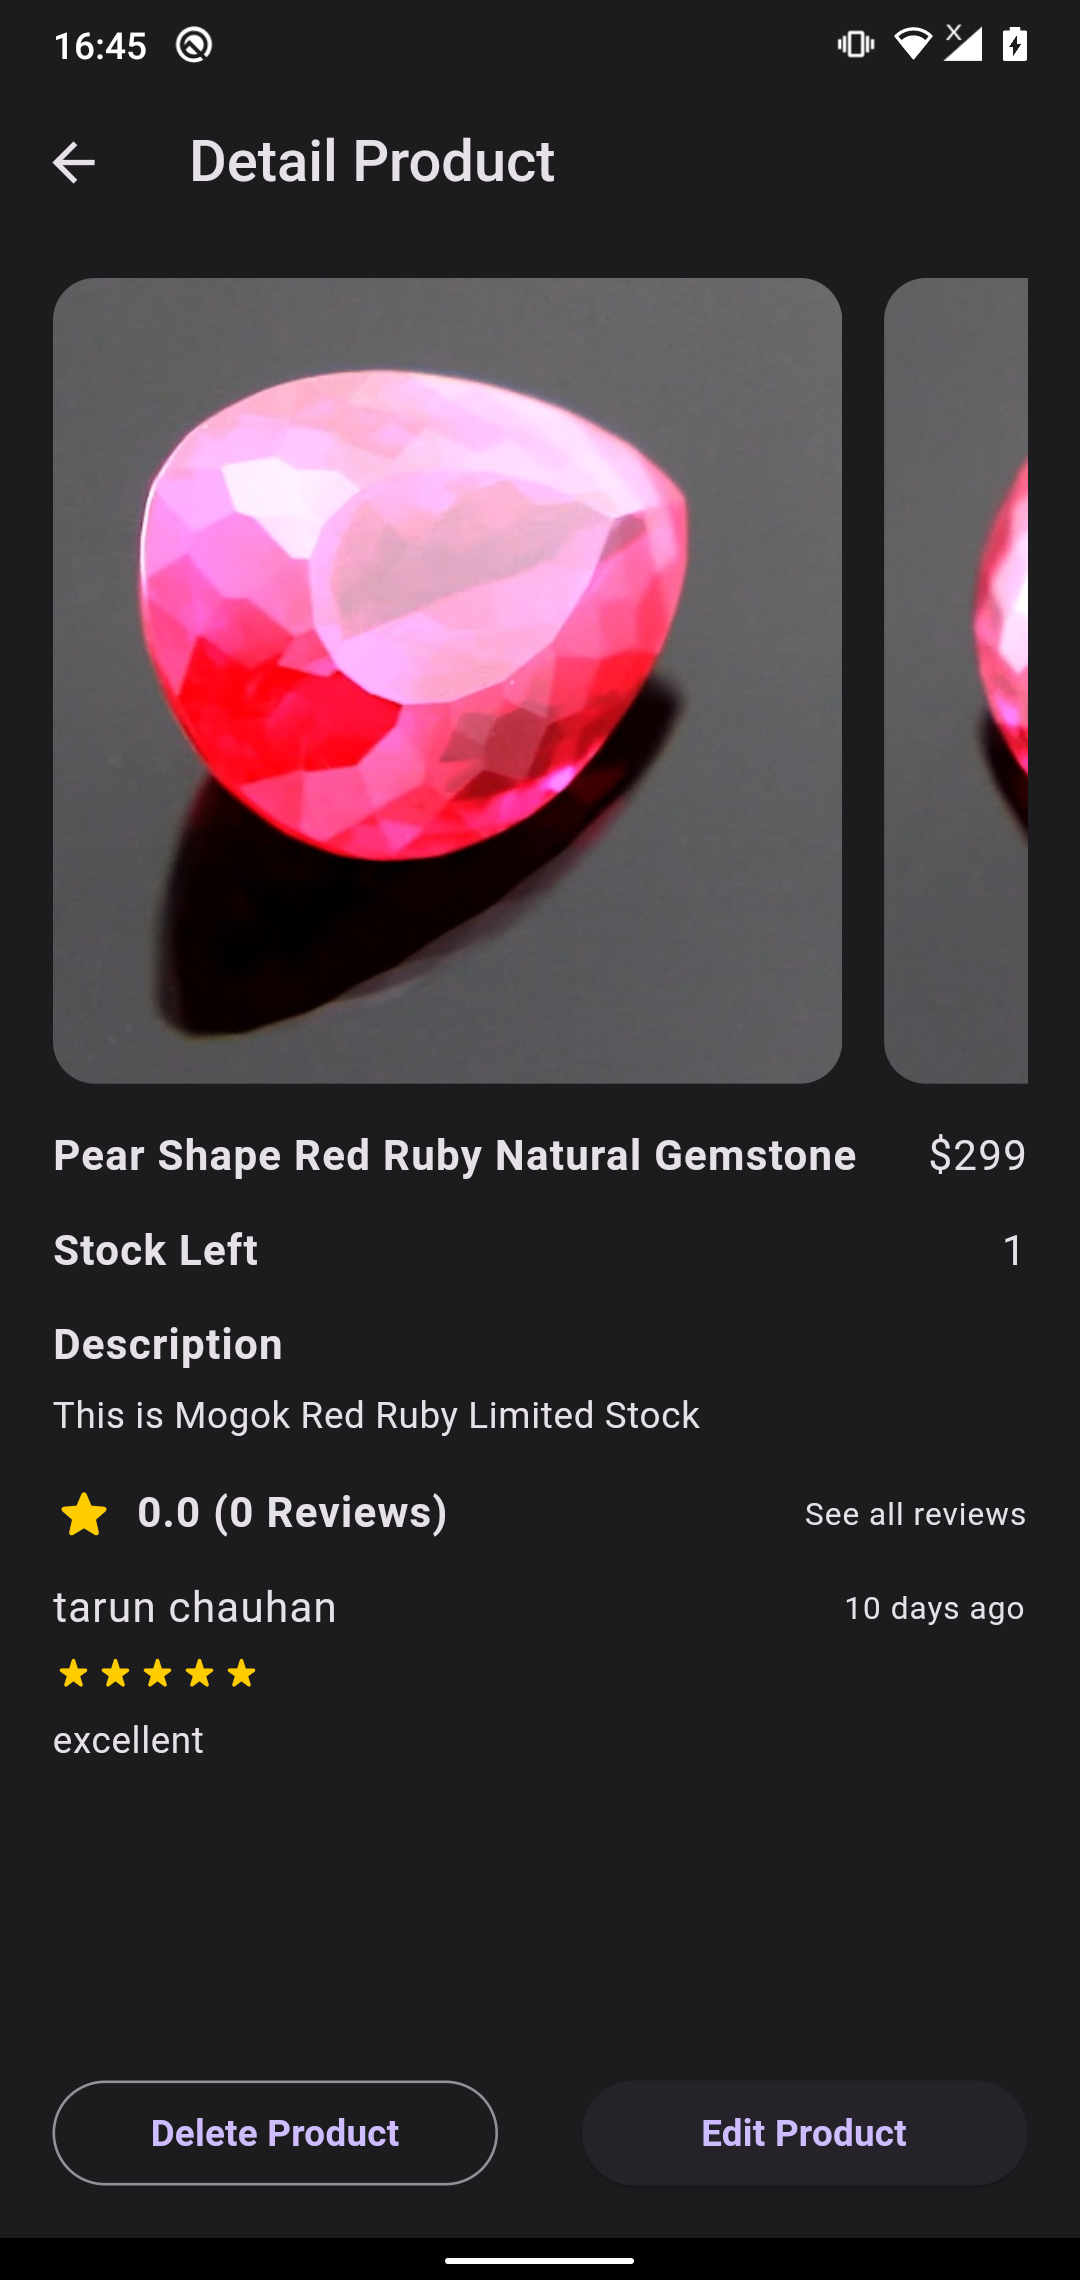 16:45
Detail Product
Pear Shape Red Ruby Natural Gemstone $299
Stock Left 1
Description
This is Mogok Red Ruby Limited Stock
0.0 (0 Reviews) See all reviews
tarun chauhan 10 days ago
excellent
Delete Product Edit Product